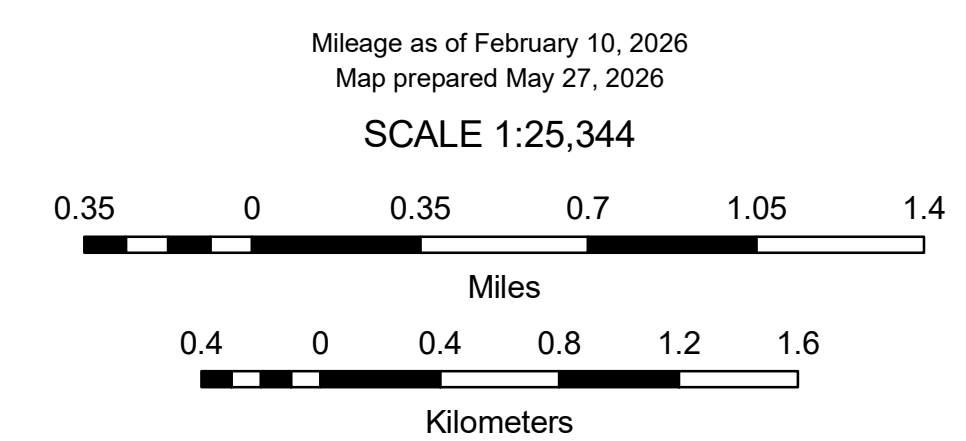 Mileage as of February 10, 2026
Map prepared May 27, 2026
SCALE 1:25,344
0.35 0 0.35 0.7 1.05 1.4
Miles
0.4 0 0.4 0.8 1.2 1.6
Kilometers